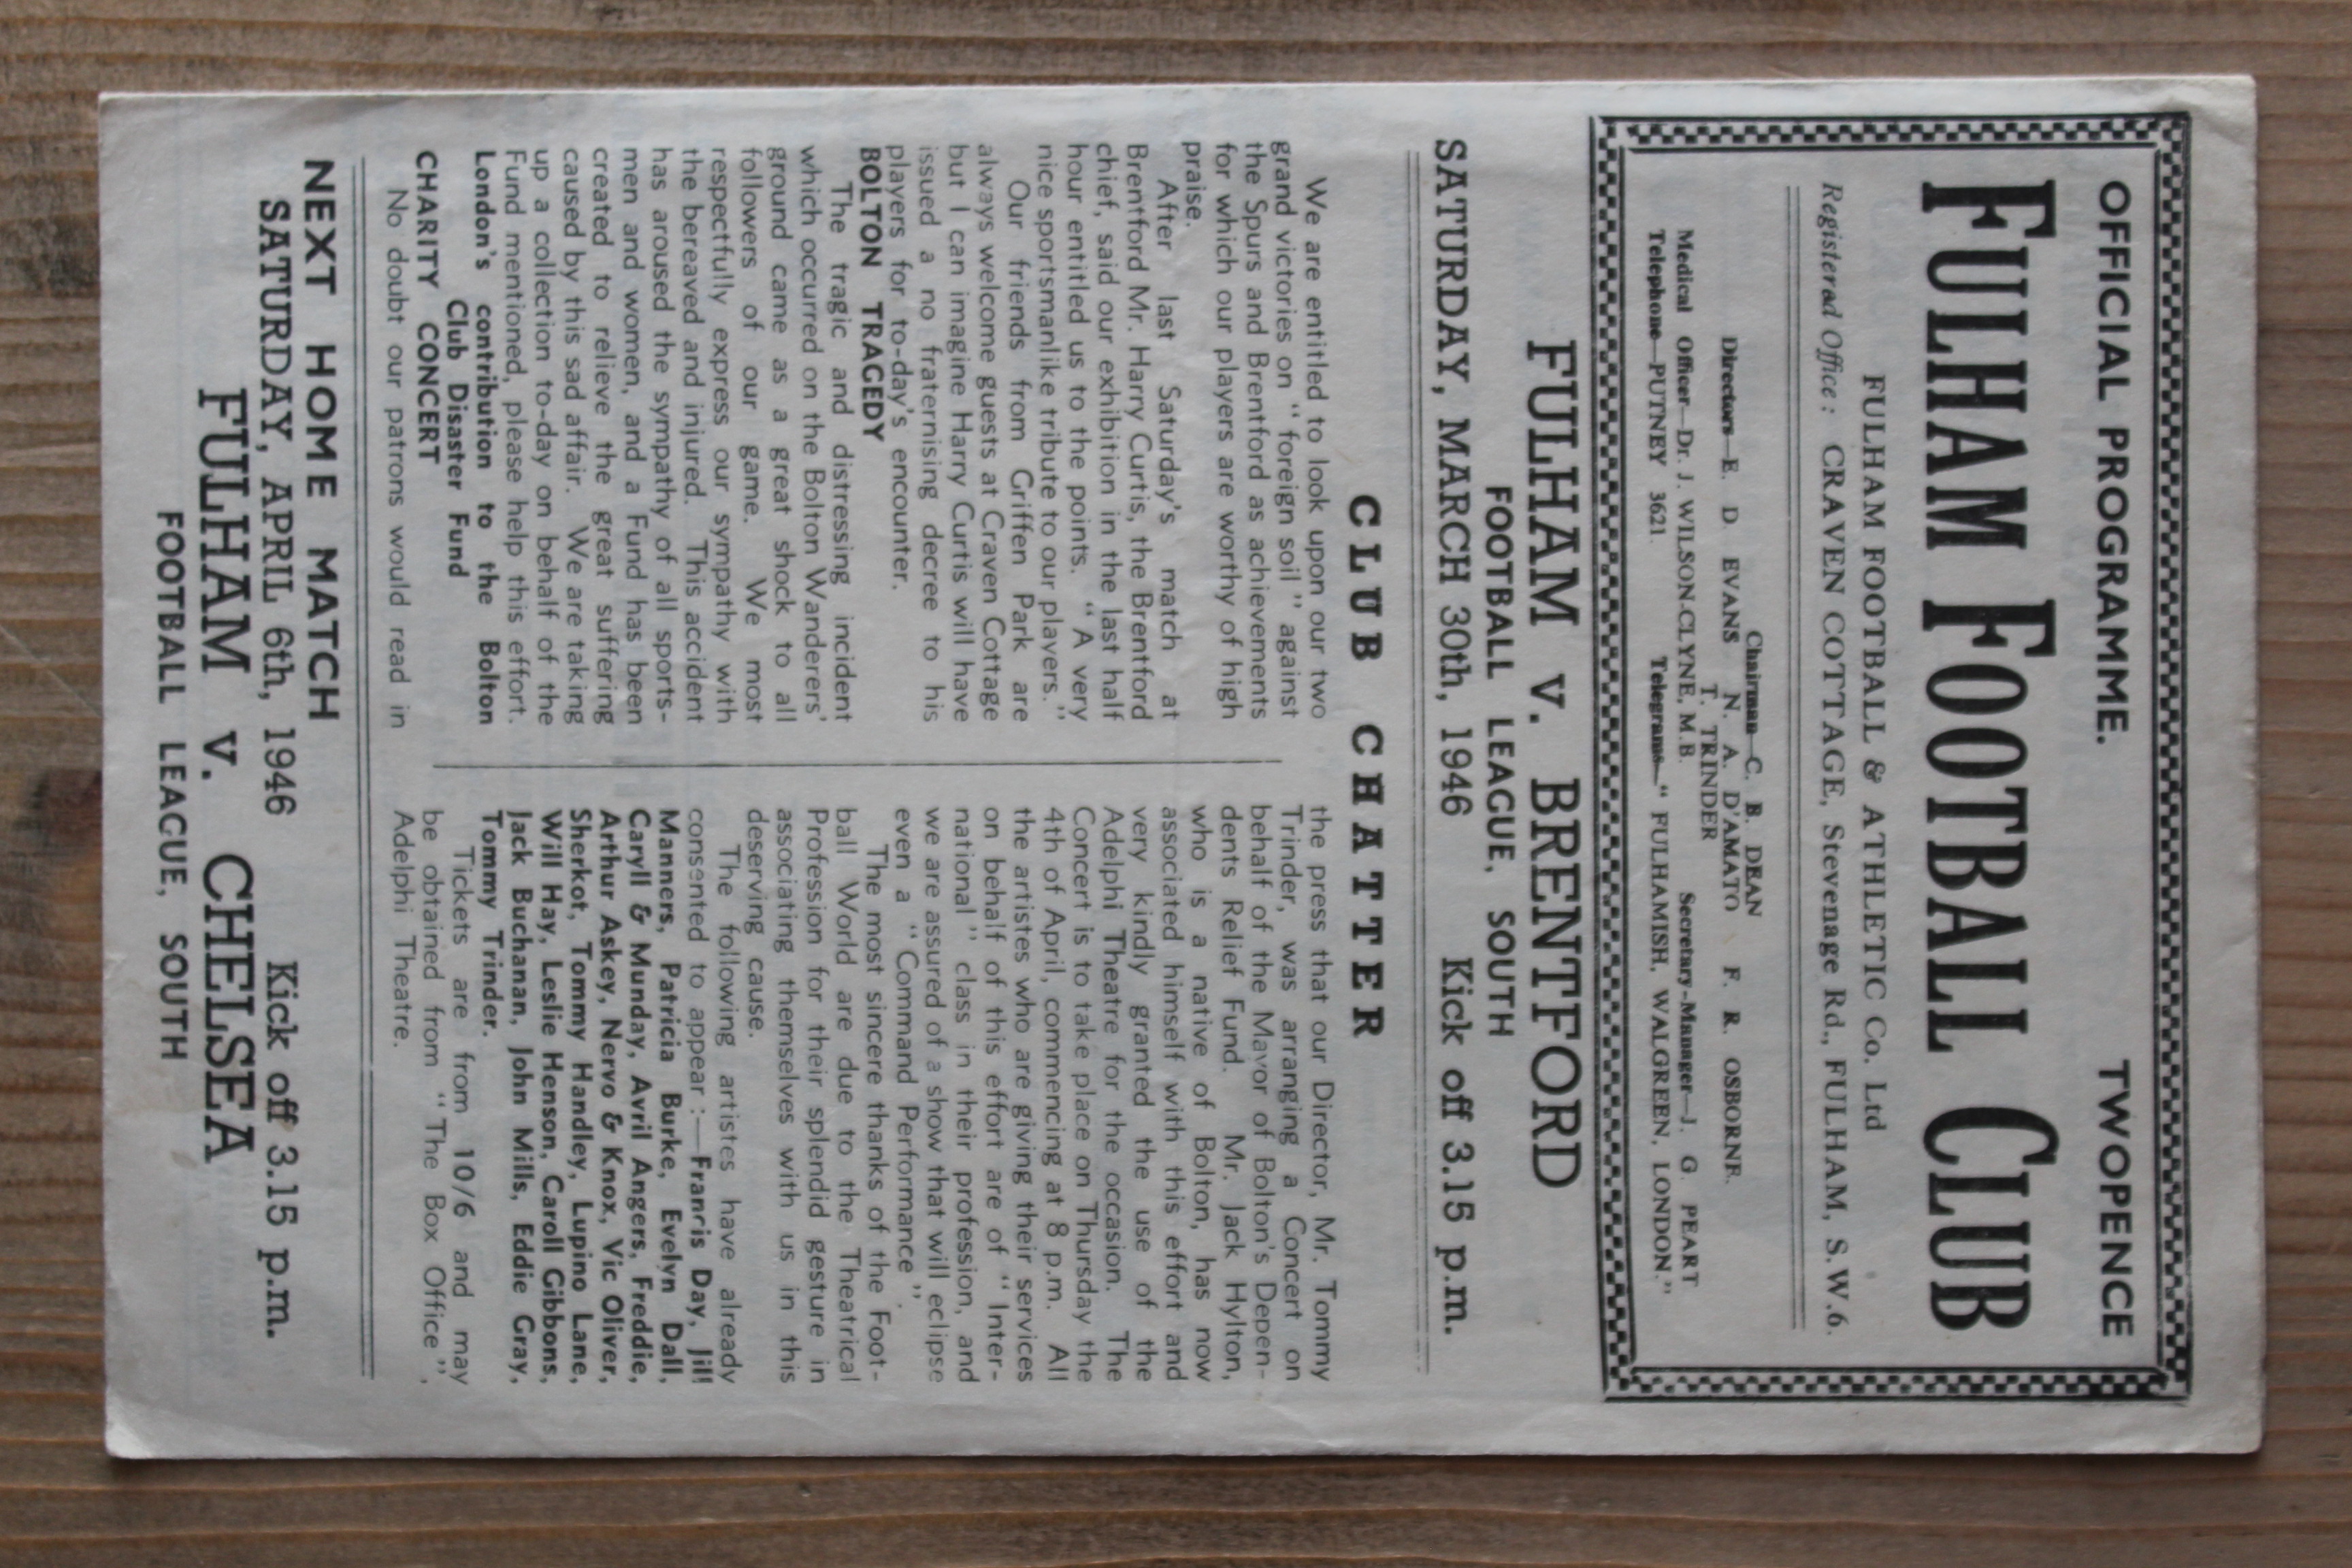 OFFICIAL PROGRAMME. TWOPENCE
FULHAM FOOTBALL CLUB
FULHAM FOOTBALL & ATHLETIC Co. Ltd
Registered Office: CRAVEN COTTAGE, Stevenage Rd., FULHAM, S.W.6.
Chairman—C. B. DEAN
Directors—E. D EVANS N. A. D'AMATO F. R. OSBORNE.
T. TRINDER
Medical Officer—Dr. J. WILSON-CLYNE, M.B. Secretary-Manager—J. G. PEART
Telephone—PUTNEY 3621 Telegrams—“ FULHAMISH, WALGREEN, LONDON.”
FULHAM v. BRENTFORD
FOOTBALL LEAGUE, SOUTH
SATURDAY, MARCH 30th, 1946 Kick off 3.15 p.m.
CLUB CHATTER
We are entitled to look upon our two
grand victories on “ foreign soil ” against
the Spurs and Brentford as achievements
for which our players are worthy of high
praise.
After last Saturday's match at
Brentford Mr. Harry Curtis, the Brentford
chief, said our exhibition in the last half
hour entitled us to the points. “ A very
nice sportsmanlike tribute to our players.”
Our friends from Griffen Park are
always welcome guests at Craven Cottage
but I can imagine Harry Curtis will have
issued a no fraternising decree to his
players for to-day's encounter.
BOLTON TRAGEDY
The tragic and distressing incident
which occurred on the Bolton Wanderers'
ground came as a great shock to all
followers of our game. We most
respectfully express our sympathy with
the bereaved and injured. This accident
has aroused the sympathy of all sports-
men and women, and a Fund has been
created to relieve the great suffering
caused by this sad affair. We are taking
up a collection to-day on behalf of the
Fund mentioned, please help this effort.
London's contribution to the Bolton
Club Disaster Fund
CHARITY CONCERT
No doubt our patrons would read in
the press that our Director, Mr. Tommy
Trinder, was arranging a Concert on
behalf of the Mayor of Bolton's Depen-
dents Relief Fund. Mr. Jack Hylton,
who is a native of Bolton, has now
associated himself with this effort and
very kindly granted the use of the
Adelphi Theatre for the occasion. The
Concert is to take place on Thursday the
4th of April, commencing at 8 p.m. All
the artistes who are giving their services
on behalf of this effort are of “ Inter-
national ” class in their profession, and
we are assured of a show that will eclipse
even a “ Command Performance ”.
The most sincere thanks of the Foot-
ball World are due to the Theatrical
Profession for their splendid gesture in
associating themselves with us in this
deserving cause.
The following artistes have already
consented to appear :—Francis Day, Jill
Manners, Patricia Burke, Evelyn Dall,
Caryll & Munday, Avril Angers, Freddie,
Arthur Askey, Nervo & Knox, Vic Oliver,
Sherkot, Tommy Handley, Lupino Lane,
Will Hay, Leslie Henson, Caroll Gibbons,
Jack Buchanan, John Mills, Eddie Gray,
Tommy Trinder.
Tickets are from 10/6 and may
be obtained from “ The Box Office ”,
Adelphi Theatre.
NEXT HOME MATCH
SATURDAY, APRIL 6th, 1946 Kick off 3.15 p.m.
FULHAM v. CHELSEA
FOOTBALL LEAGUE, SOUTH